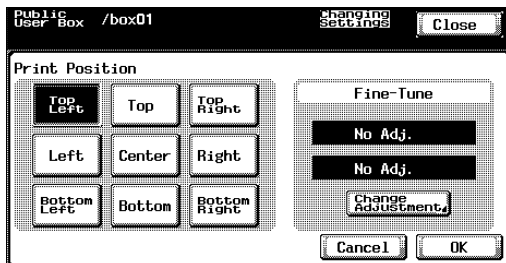 Public User Box /box01
Changing Settings
Close
Print Position
Top Left
Top
Top Right
Left
Center
Right
Bottom Left
Bottom
Bottom Right
Fine-Tune
No Adj.
No Adj.
Change Adjustment
Cancel
OK